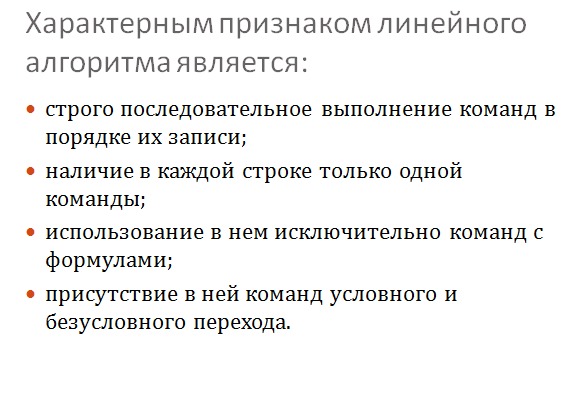 Характерным признаком линейного
алгоритма является:
• строго последовательное выполнение команд в
порядке их записи;
• наличие в каждой строке только одной
команды;
• использование в нем исключительно команд с
формулами;
• присутствие в ней команд условного и
безусловного перехода.